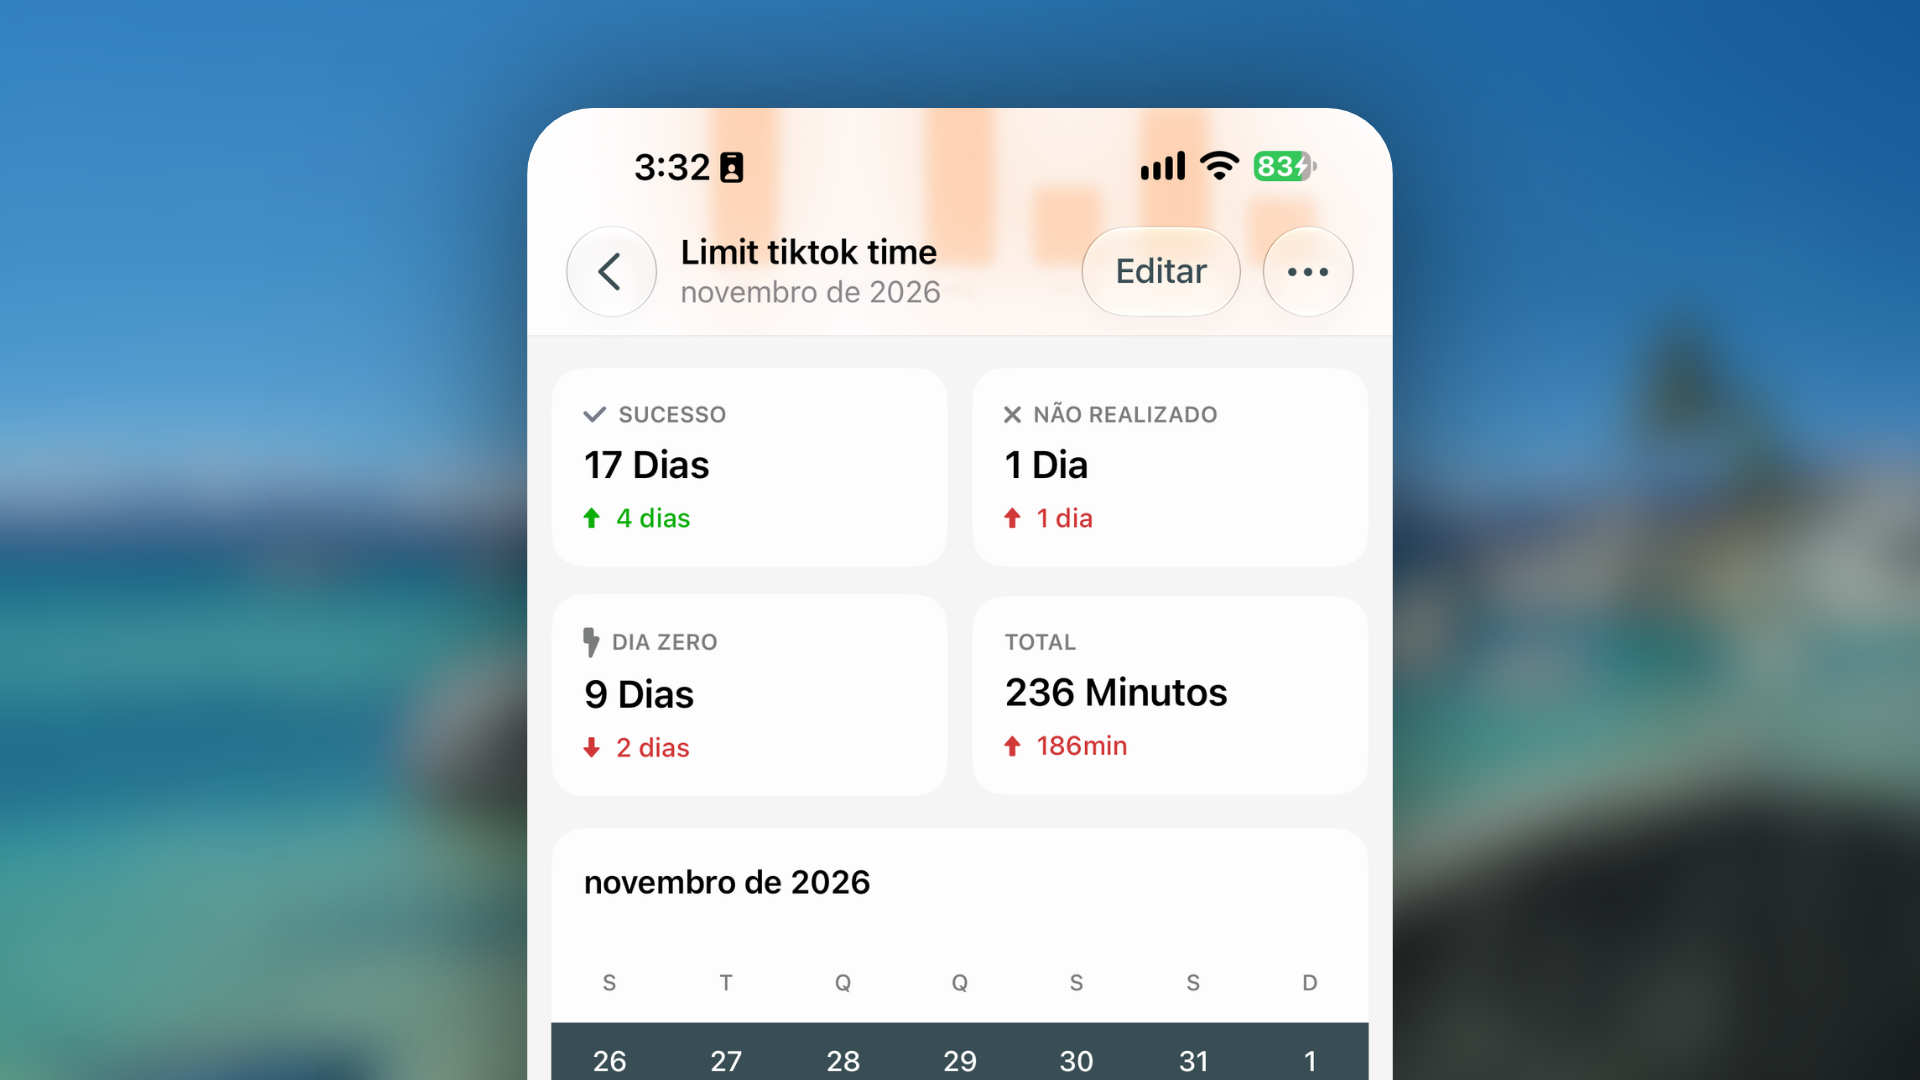 3:32
83
Limit tiktok time
novembro de 2026
Editar
SUCESSO
17 Dias
4 dias
NÃO REALIZADO
1 Dia
1 dia
DIA ZERO
9 Dias
2 dias
TOTAL
236 Minutos
186min
novembro de 2026
S T Q Q S S D
26 27 28 29 30 31 1